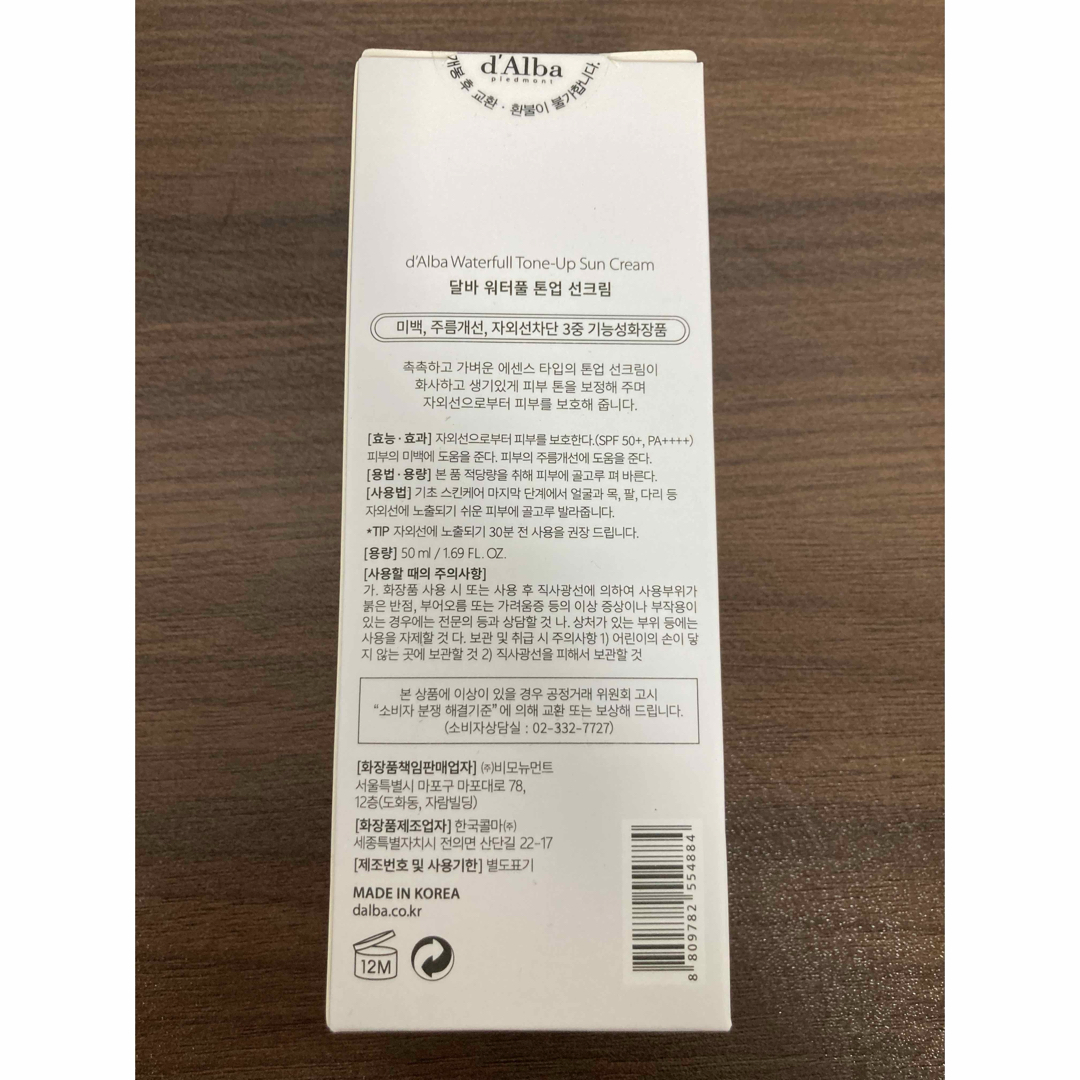 d'Alba
piedmont
개봉 후 교환 · 환불이 불가합니다.
d'Alba Waterfull Tone-Up Sun Cream
달바 워터풀 톤업 선크림
미백, 주름개선, 자외선차단 3중 기능성화장품
촉촉하고 가벼운 에센스 타입의 톤업 선크림이
화사하고 생기있게 피부 톤을 보정해 주며
자외선으로부터 피부를 보호해 줍니다.
[효능·효과] 자외선으로부터 피부를 보호한다.(SPF 50+, PA++++)
피부의 미백에 도움을 준다. 피부의 주름개선에 도움을 준다.
[용법·용량] 본 품 적당량을 취해 피부에 골고루 펴 바른다.
[사용법] 기초 스킨케어 마지막 단계에서 얼굴과 목, 팔, 다리 등
자외선에 노출되기 쉬운 피부에 골고루 발라줍니다.
*TIP 자외선에 노출되기 30분 전 사용을 권장 드립니다.
[용량] 50 ml / 1.69 FL. OZ.
[사용할 때의 주의사항]
가. 화장품 사용 시 또는 사용 후 직사광선에 의하여 사용부위가
붉은 반점, 부어오름 또는 가려움증 등의 이상 증상이나 부작용이
있는 경우에는 전문의 등과 상담할 것 나. 상처가 있는 부위 등에는
사용을 자제할 것 다. 보관 및 취급 시 주의사항 1) 어린이의 손이 닿
지 않는 곳에 보관할 것 2) 직사광선을 피해서 보관할 것
본 상품에 이상이 있을 경우 공정거래 위원회 고시
“소비자 분쟁 해결기준”에 의해 교환 또는 보상해 드립니다.
(소비자상담실 : 02-332-7727)
[화장품책임판매업자] ㈜비모뉴먼트
서울특별시 마포구 마포대로 78,
12층(도화동, 자람빌딩)
[화장품제조업자] 한국콜마㈜
세종특별자치시 전의면 산단길 22-17
[제조번호 및 사용기한] 별도표기
MADE IN KOREA
dalba.co.kr
12M
8 809782 554884